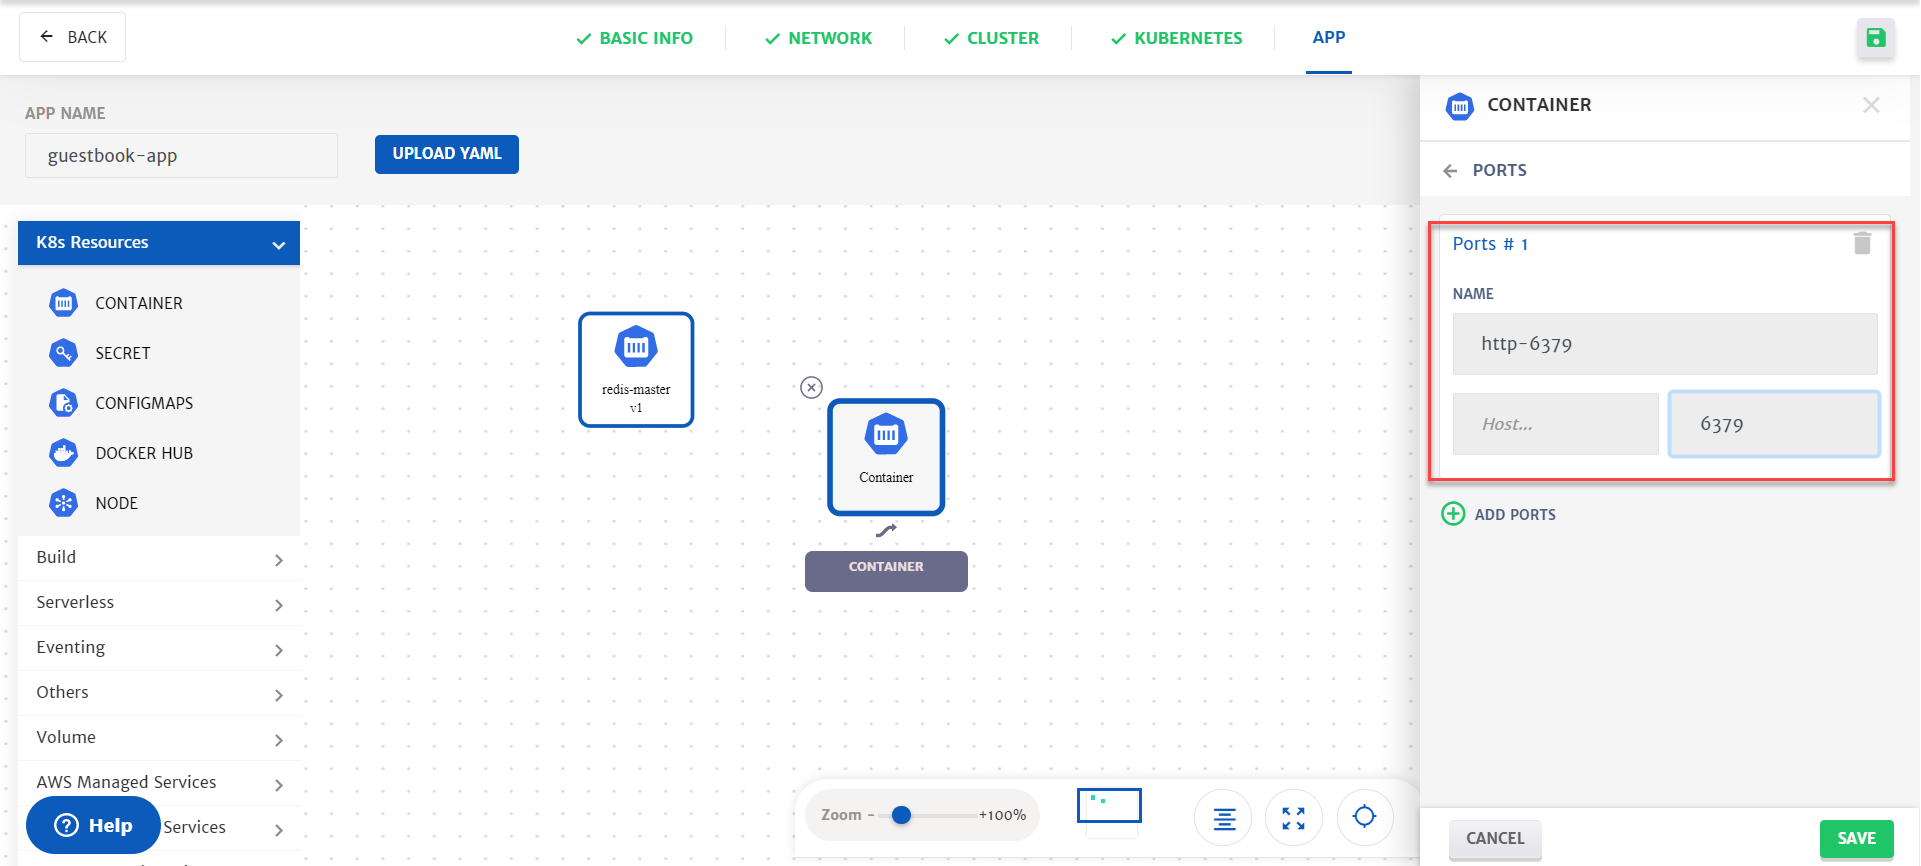 BACK
BASIC INFO
NETWORK
CLUSTER
KUBERNETES
APP
APP NAME
guestbook-app
UPLOAD YAML
K8s Resources
CONTAINER
SECRET
CONFIGMAPS
DOCKER HUB
NODE
Build
Serverless
Eventing
Others
Volume
AWS Managed Services
Services
Help
redis-master
v1
Container
CONTAINER
Zoom - +100%
CONTAINER
PORTS
Ports # 1
NAME
http-6379
Host... 6379
ADD PORTS
CANCEL
SAVE